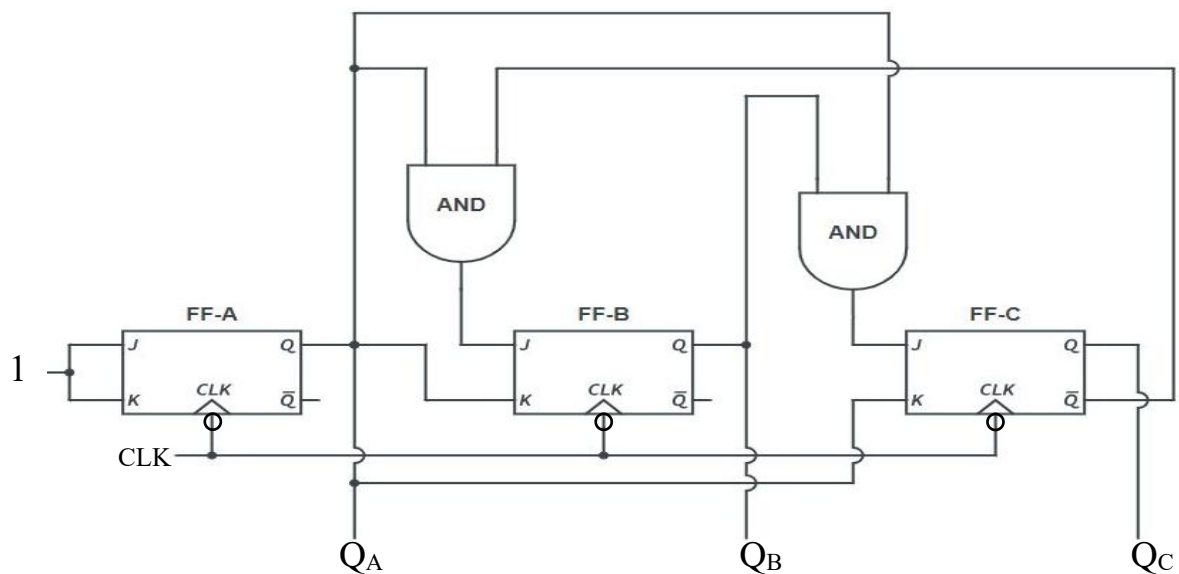 AND
AND
FF-A
FF-B
FF-C
1
J
Q
K
CLK
Q̅
J
Q
K
CLK
Q̅
J
Q
K
CLK
Q̅
CLK
QA
QB
QC